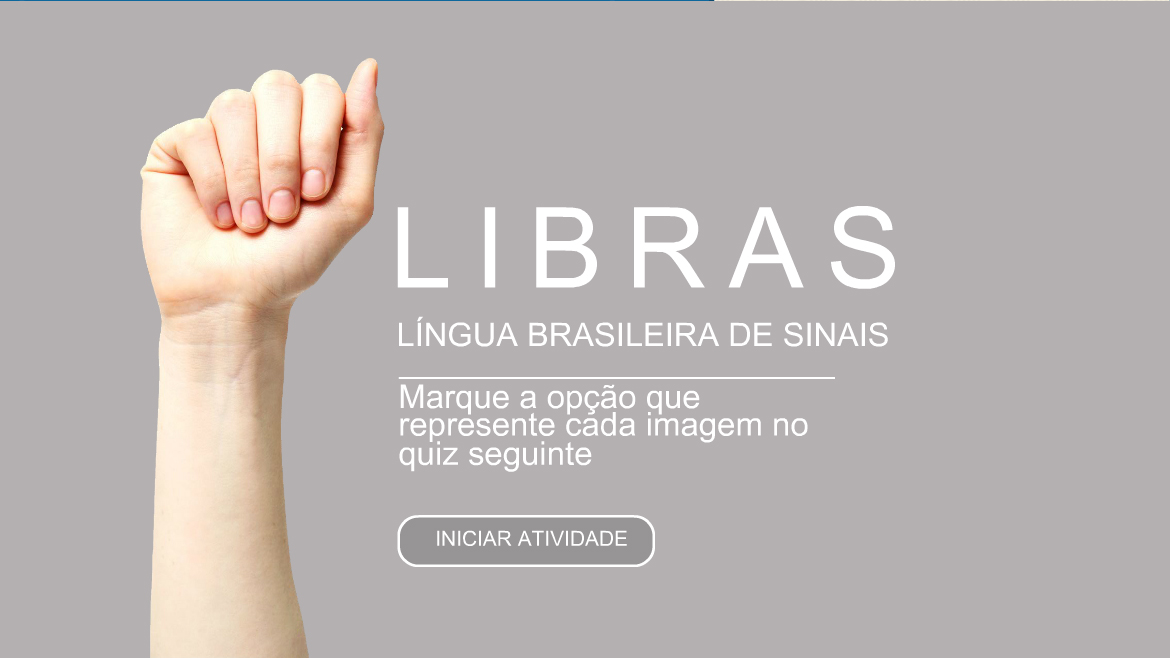 LIBRAS
LÍNGUA BRASILEIRA DE SINAIS
Marque a opção que
represente cada imagem no
quiz seguinte
INICIAR ATIVIDADE